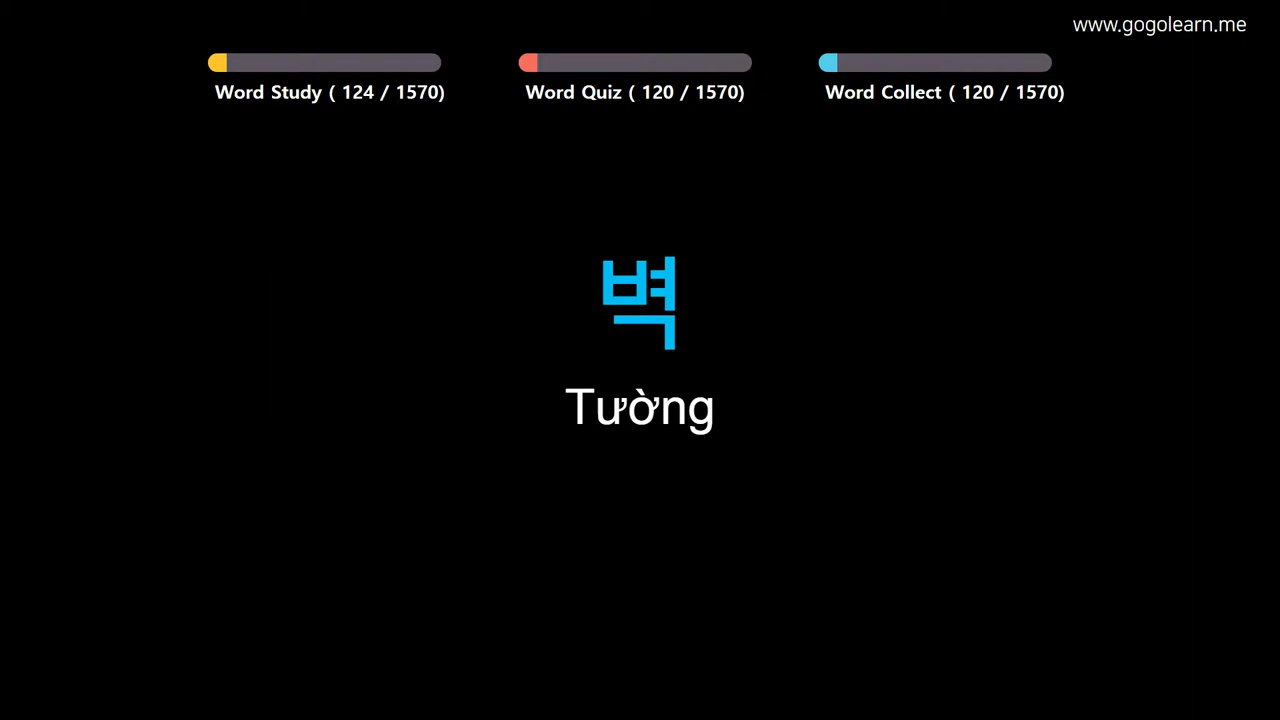 www.gogolearn.me
Word Study ( 124 / 1570)
Word Quiz ( 120 / 1570)
Word Collect ( 120 / 1570)
벽
Tường